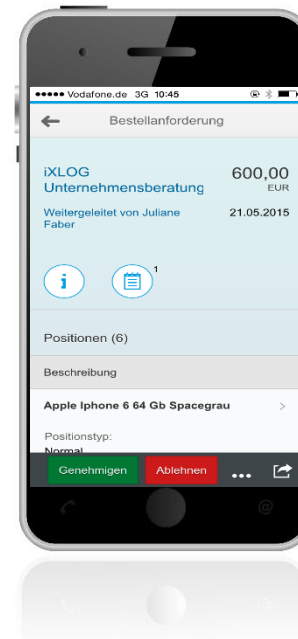 Vodafone.de 3G 10:45
Bestellanforderung
iXLOG
Unternehmensberatung
600,00
EUR
Weitergeleitet von Juliane
Faber
21.05.2015
i
1
Positionen (6)
Beschreibung
Apple Iphone 6 64 Gb Spacegrau
Positionstyp:
Normal
Genehmigen Ablehnen ...
@